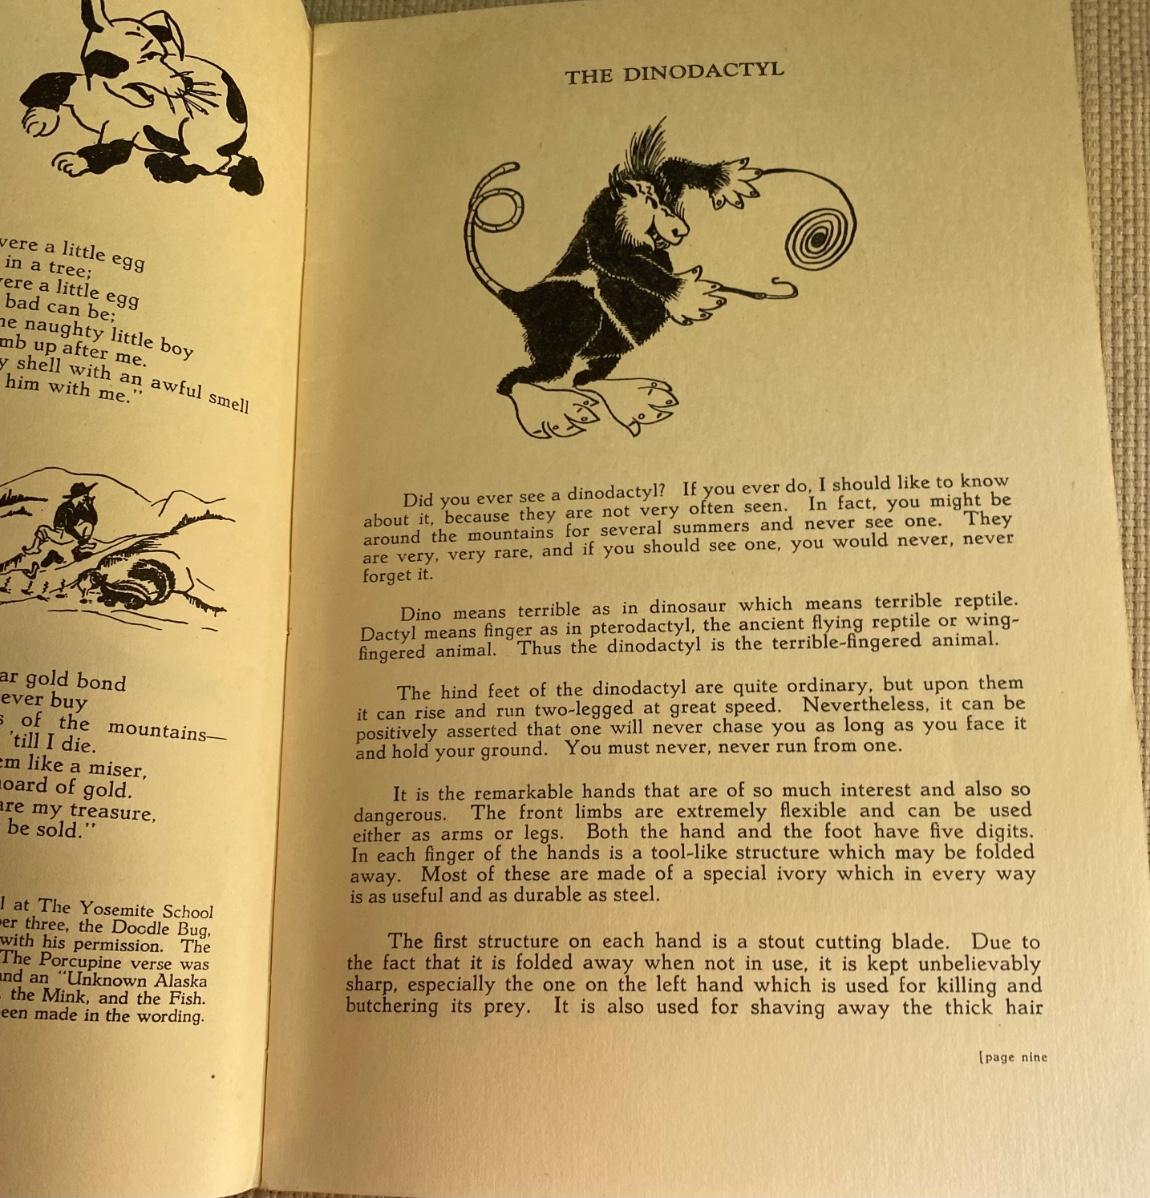 vere a little egg
in a tree;
ere a little egg
bad can be;
ne naughty little boy
mb up after me.
y shell with an awful smell
him with me."
ar gold bond
ever buy
s of the mountains—
'till I die.
em like a miser,
oard of gold.
are my treasure,
be sold."
l at The Yosemite School
er three, the Doodle Bug,
with his permission. The
The Porcupine verse was
nd an "Unknown Alaska
, the Mink, and the Fish.
een made in the wording.
THE DINODACTYL
Did you ever see a dinodactyl? If you ever do, I should like to know
about it, because they are not very often seen. In fact, you might be
around the mountains for several summers and never see one. They
are very, very rare, and if you should see one, you would never, never
forget it.
Dino means terrible as in dinosaur which means terrible reptile.
Dactyl means finger as in pterodactyl, the ancient flying reptile or wing-
fingered animal. Thus the dinodactyl is the terrible-fingered animal.
The hind feet of the dinodactyl are quite ordinary, but upon them
it can rise and run two-legged at great speed. Nevertheless, it can be
positively asserted that one will never chase you as long as you face it
and hold your ground. You must never, never run from one.
It is the remarkable hands that are of so much interest and also so
dangerous. The front limbs are extremely flexible and can be used
either as arms or legs. Both the hand and the foot have five digits.
In each finger of the hands is a tool-like structure which may be folded
away. Most of these are made of a special ivory which in every way
is as useful and as durable as steel.
The first structure on each hand is a stout cutting blade. Due to
the fact that it is folded away when not in use, it is kept unbelievably
sharp, especially the one on the left hand which is used for killing and
butchering its prey. It is also used for shaving away the thick hair
[page nine